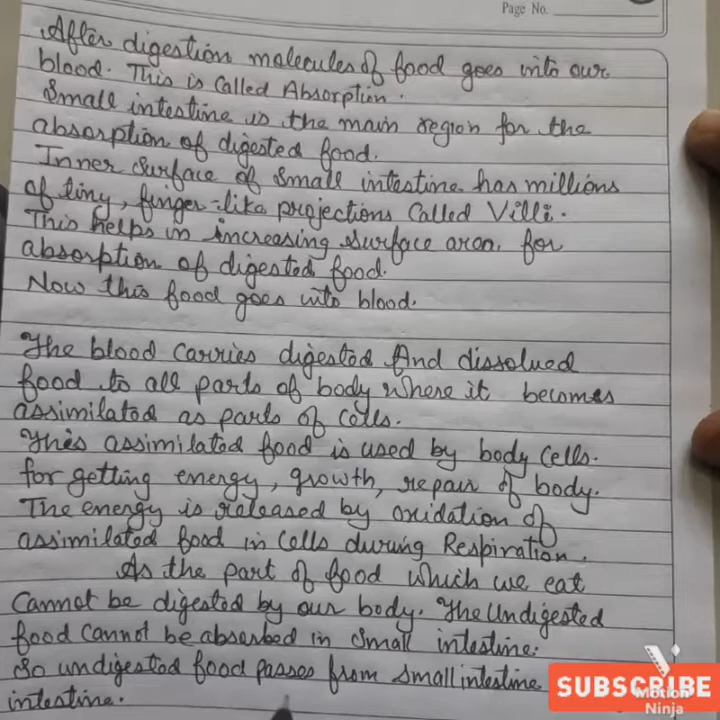 Page No.
After digestion molecules of food goes into our
blood. This is Called Absorption.
Small intestine is the main region for the
absorption of digested food.
Inner Surface of Small intestine has millions
of tiny, finger-like projections Called Villi.
This helps in increasing surface area. for
absorption of digested food.
Now this food goes into blood.
The blood carries digested And dissolved
food to all parts of body where it becomes
assimilated as parts of cells.
This assimilated food is used by body cells.
for getting energy, growth, repair of body.
The energy is released by oxidation of
assimilated food in cells during Respiration.
As the part of food which we eat
Cannot be digested by our body. The Undigested
food Cannot be absorbed in Small intestine.
So undigested food passes from small intestine
intestine.
SUBSCRIBE
Motion
Ninja